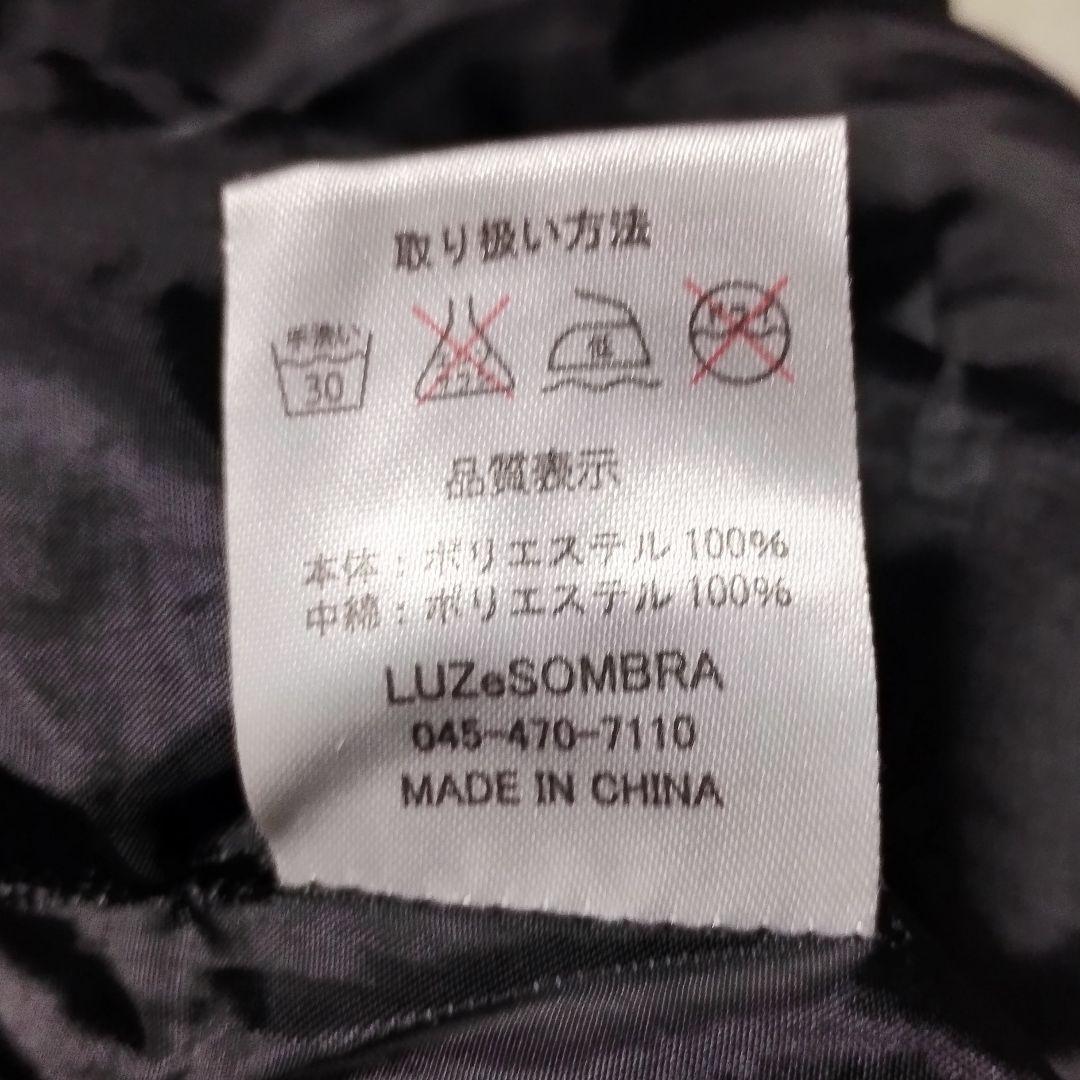 取り扱い方法
手洗い
30
低
品質表示
本体：ポリエステル 100%
中綿：ポリエステル 100%
LUZeSOMBRA
045-470-7110
MADE IN CHINA